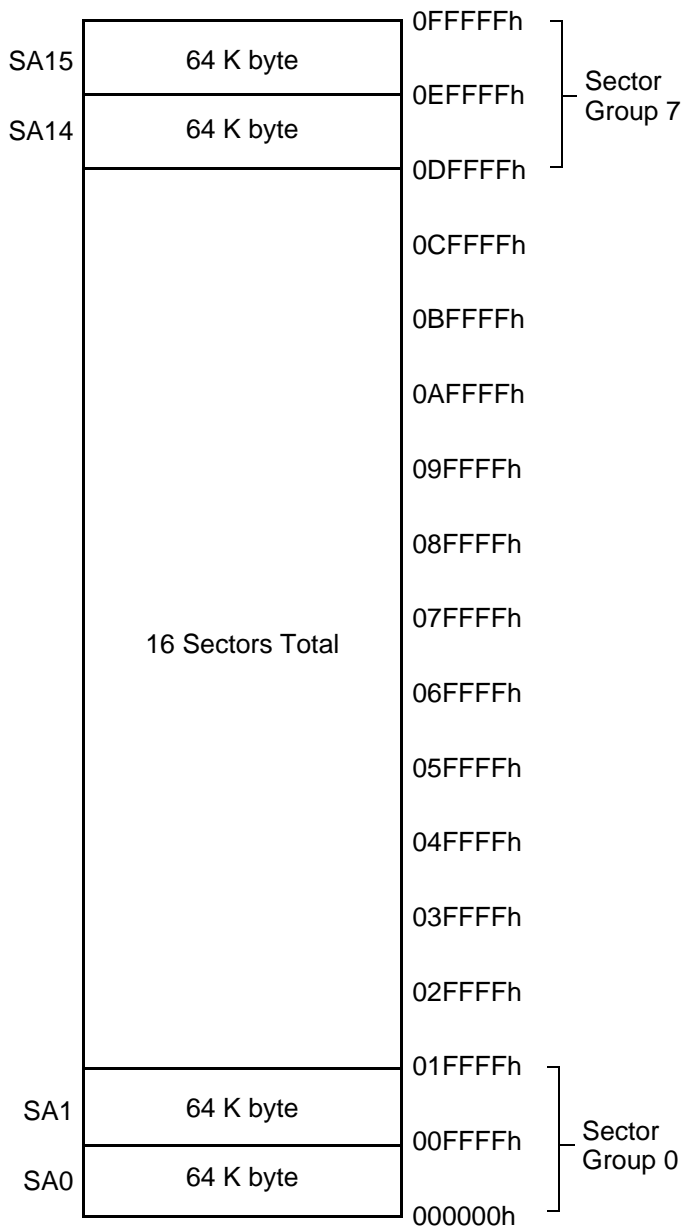 0FFFFFh
SA15
64 K byte
0EFFFFh
Sector
Group 7
SA14
64 K byte
0DFFFFh
0CFFFFh
0BFFFFh
0AFFFFh
09FFFFh
08FFFFh
07FFFFh
16 Sectors Total
06FFFFh
05FFFFh
04FFFFh
03FFFFh
02FFFFh
01FFFFh
SA1
64 K byte
00FFFFh
Sector
Group 0
SA0
64 K byte
000000h